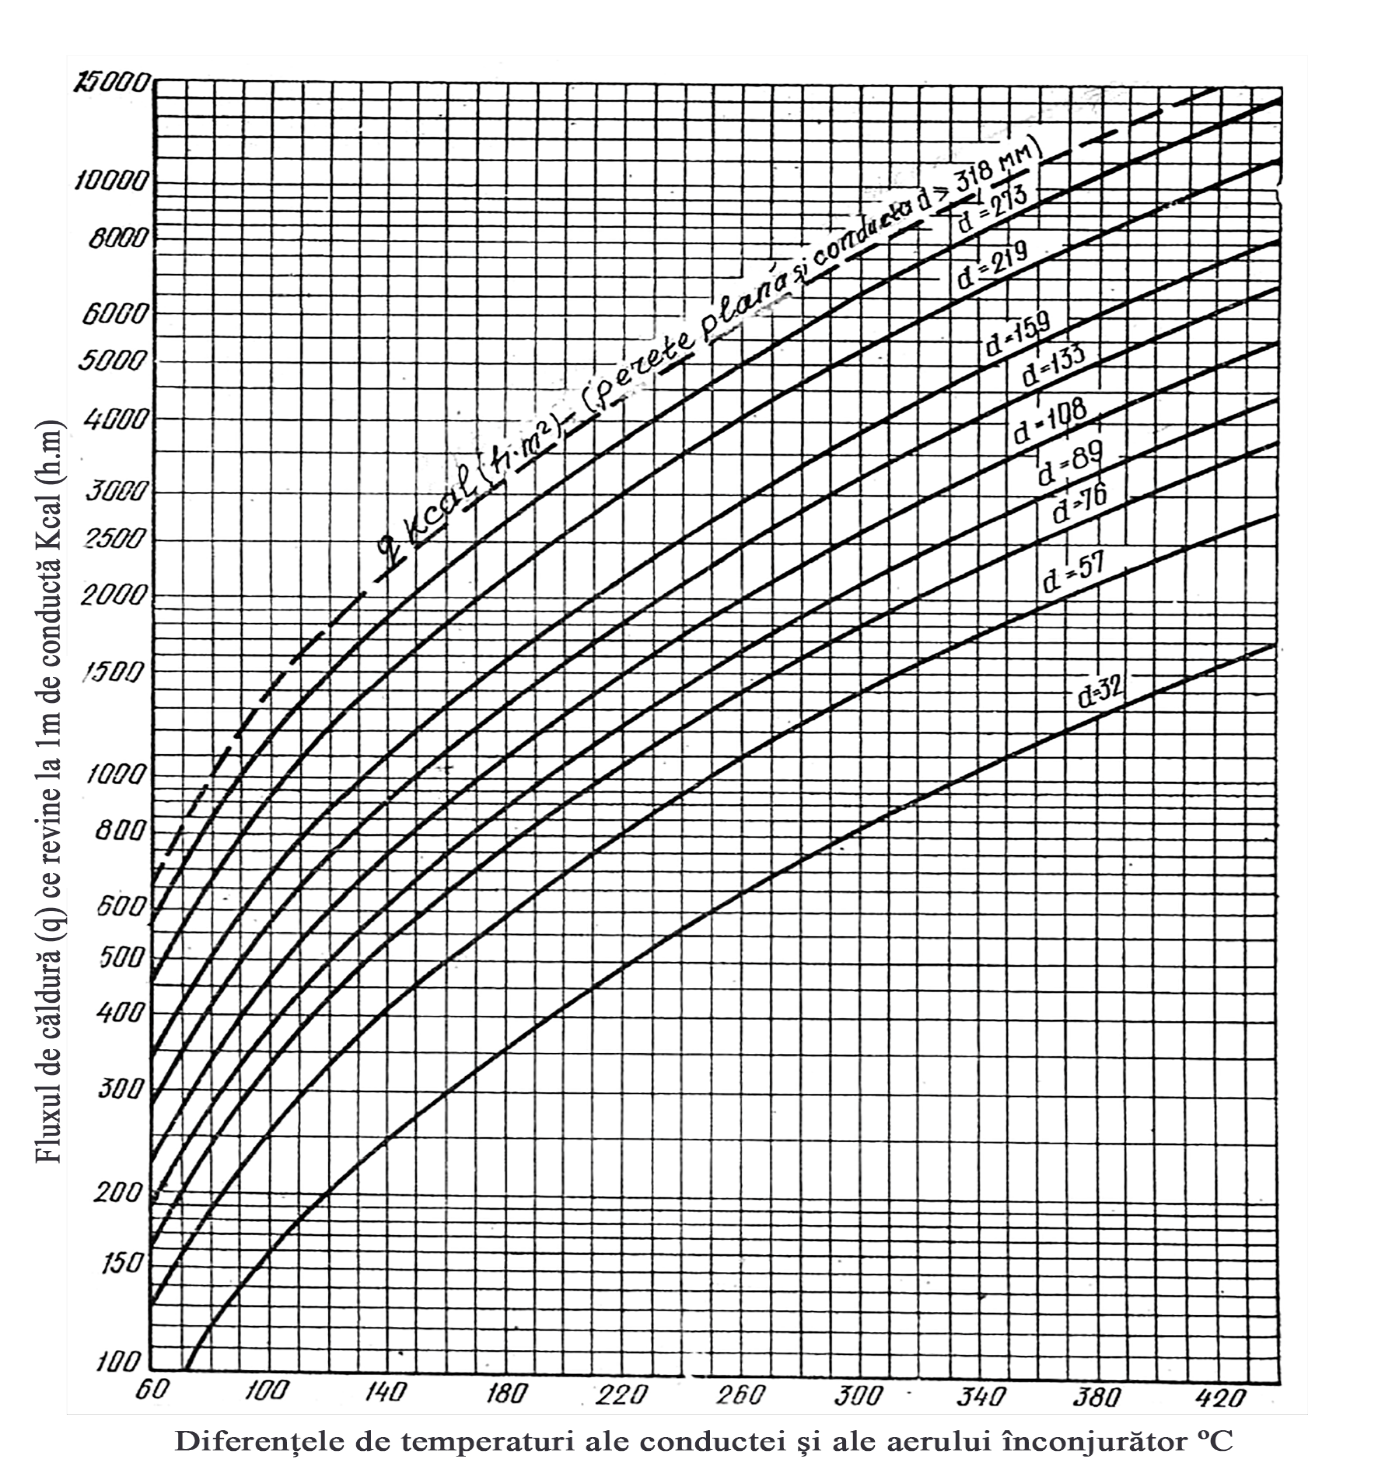 15000
10000
8000
6000
5000
4000
3000
2500
2000
1500
1000
800
600
500
400
300
200
150
100
60 100 140 180 220 260 300 340 380 420
Fluxul de căldură (q) ce revine la 1m de conductă Kcal (h.m)
Diferențele de temperaturi ale conductei și ale aerului înconjurător ºC
q Kcal/(h·m²) - (perete plană și conducta d > 318 мм)
d=273
d=219
d=159
d=133
d=108
d=89
d=76
d=57
d=32